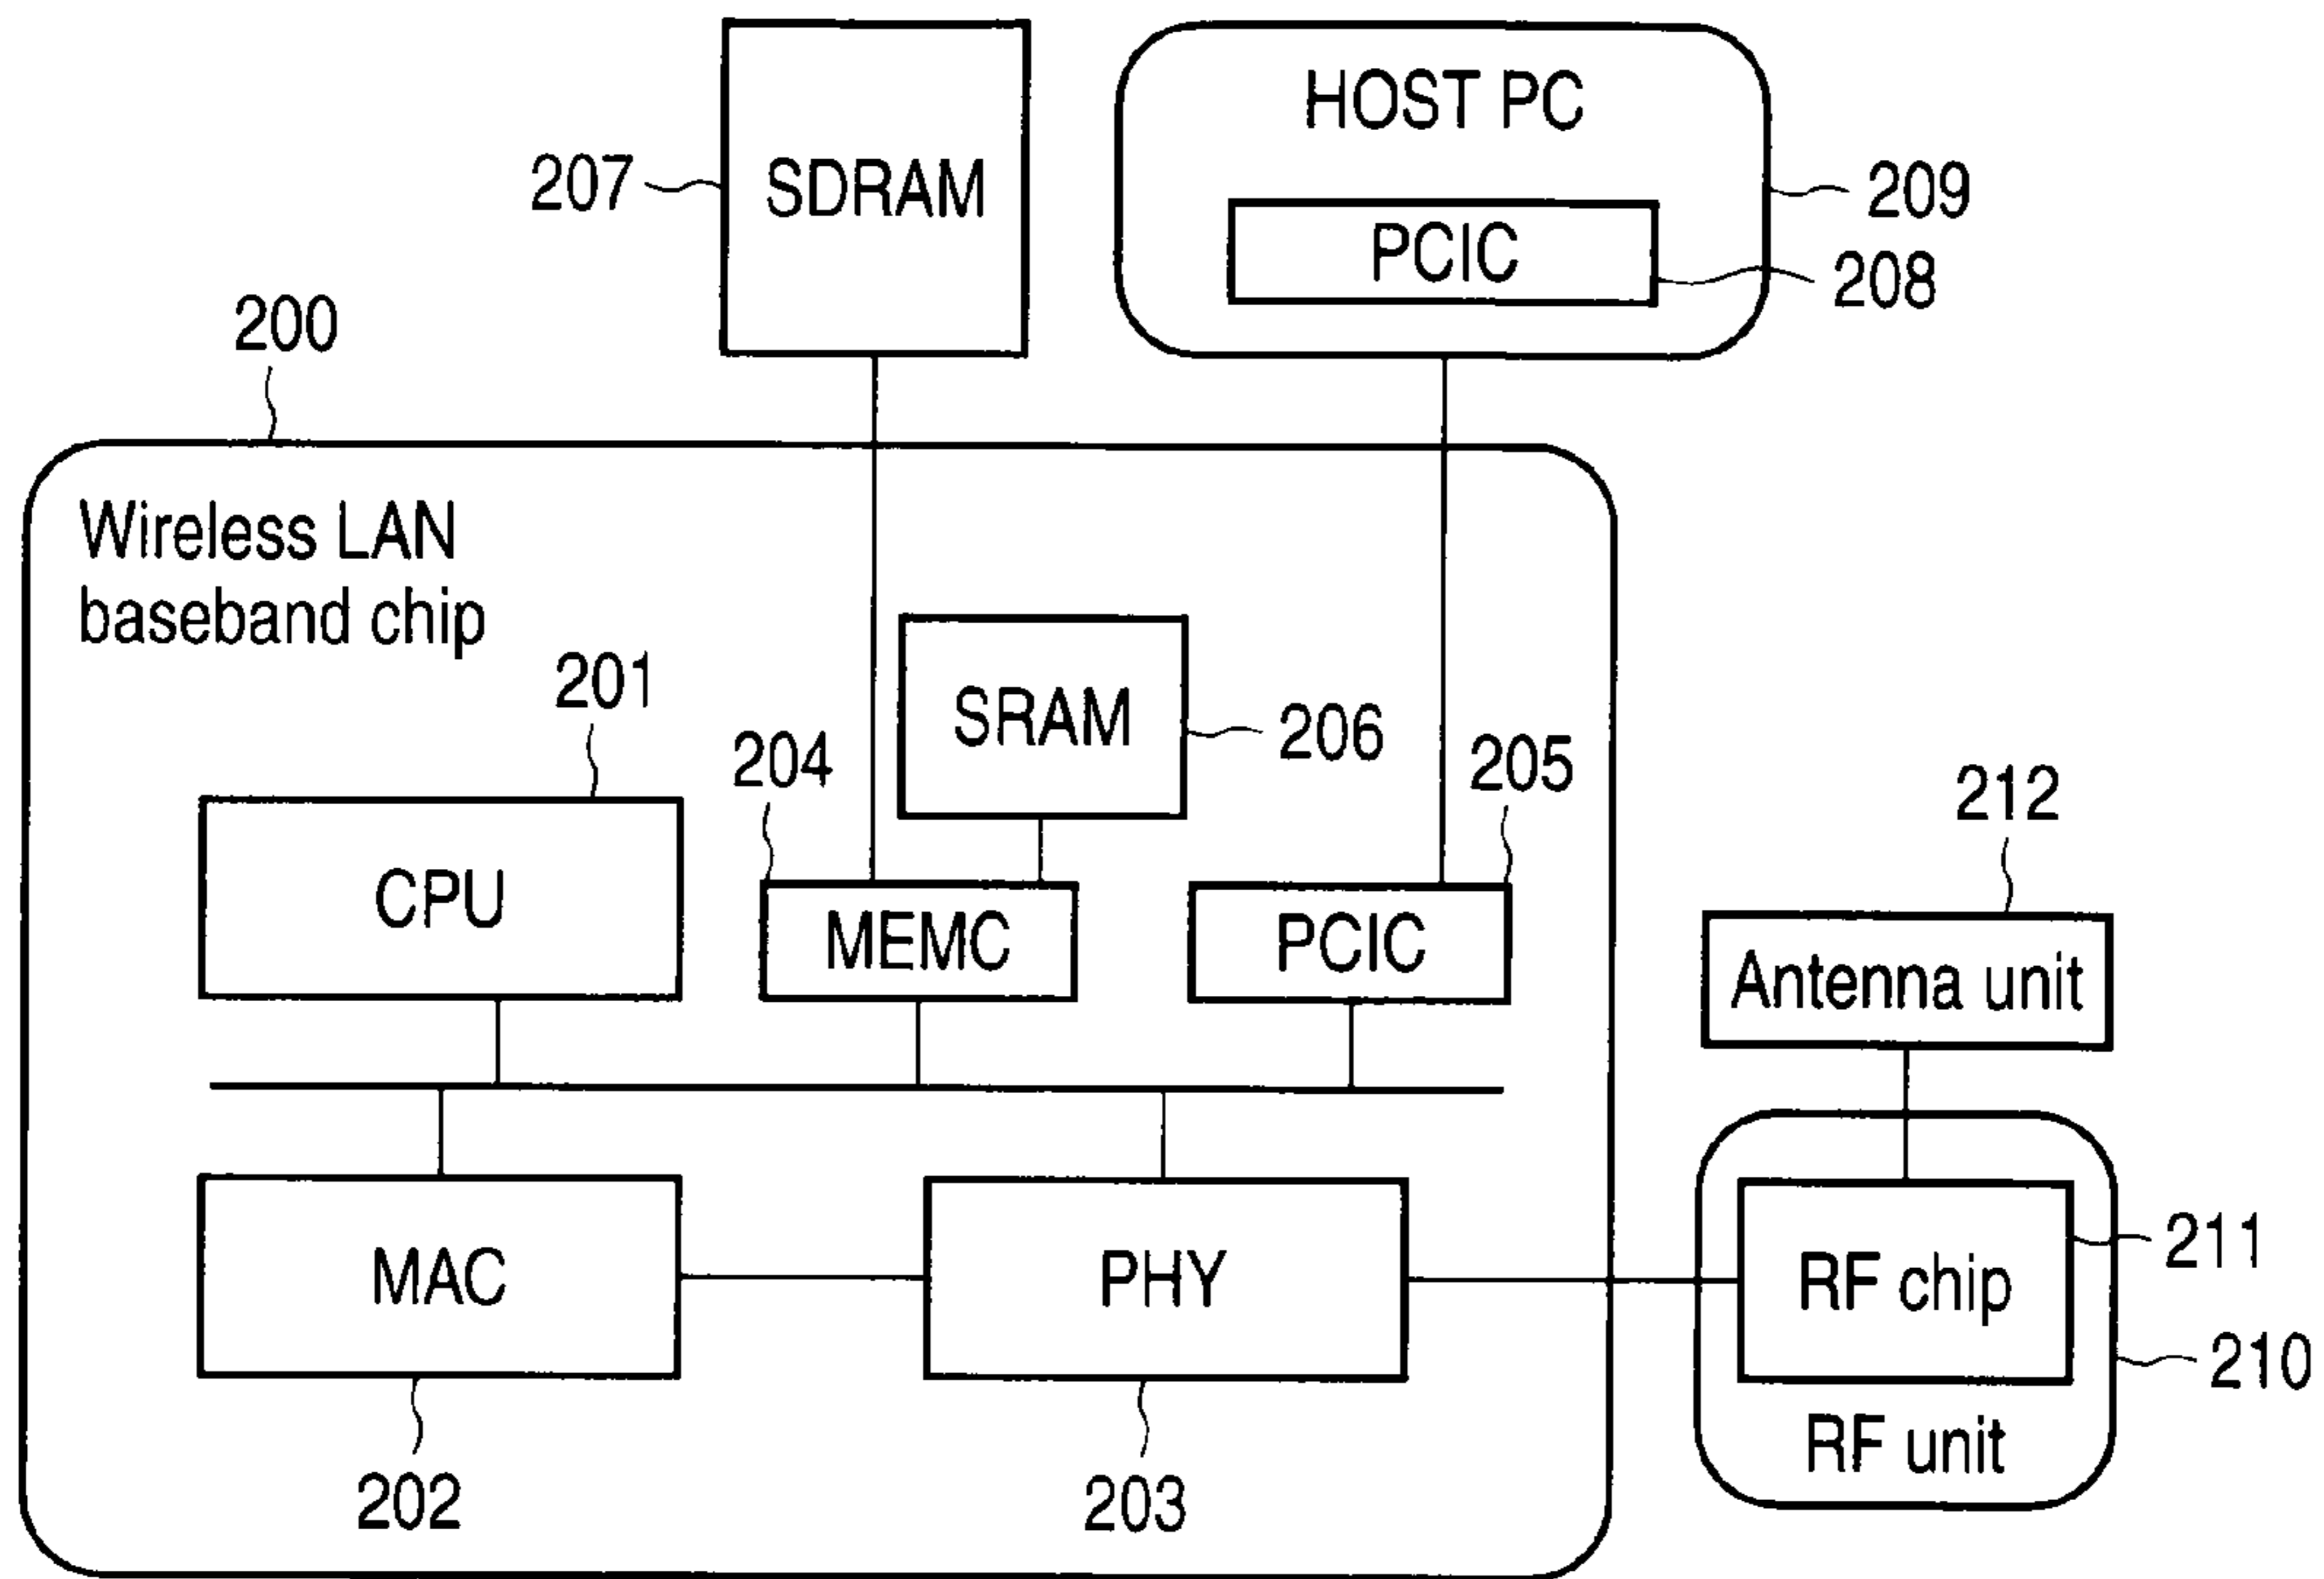 HOST PC
207
SDRAM
209
PCIC
208
200
Wireless LAN
baseband chip
201
204
SRAM
206
205
212
CPU
MEMC
PCIC
Antenna unit
MAC
PHY
RF chip
211
210
RF unit
202
203